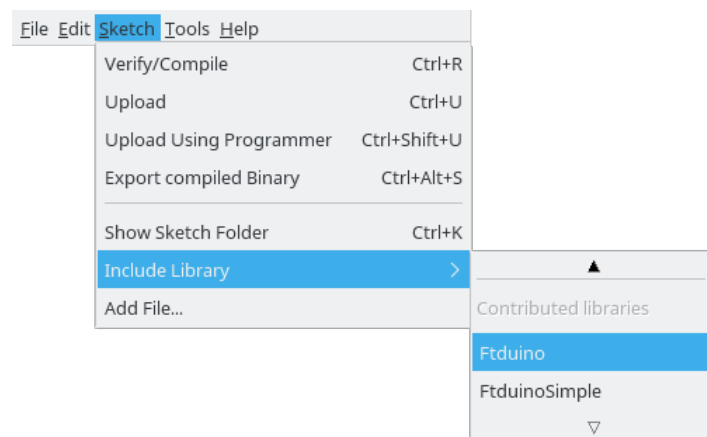 File Edit Sketch Tools Help
Verify/Compile Ctrl+R
Upload Ctrl+U
Upload Using Programmer Ctrl+Shift+U
Export compiled Binary Ctrl+Alt+S
Show Sketch Folder Ctrl+K
Include Library
Add File...
Contributed libraries
Ftduino
FtduinoSimple